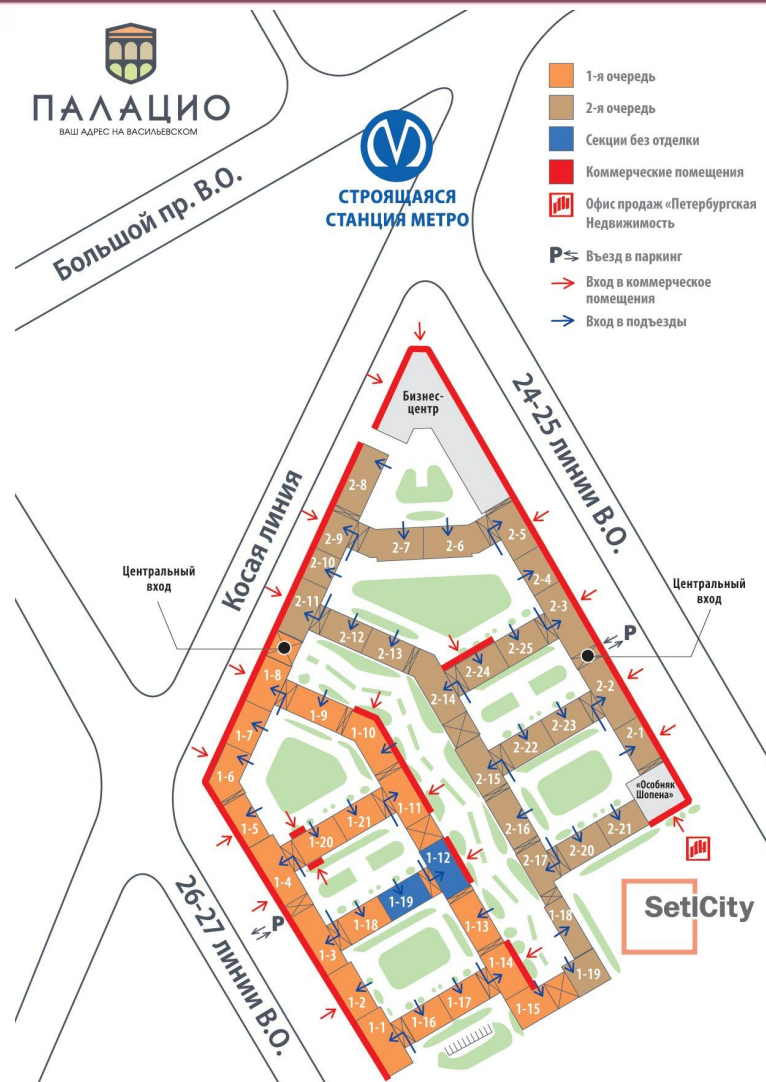 ПАЛАЦИО
ВАШ АДРЕС НА ВАСИЛЬЕВСКОМ
1-я очередь
2-я очередь
Секции без отделки
Коммерческие помещения
Офис продаж «Петербургская
Недвижимость
P Въезд в паркинг
Вход в коммерческое
помещения
Вход в подъезды
СТРОЯЩАЯСЯ
СТАНЦИЯ МЕТРО
Большой пр. В.О.
Косая линия
24-25 линии В.О.
26-27 линии В.О.
Бизнес-
центр
Центральный
вход
Центральный
вход
P
P
«Особняк
Шопена»
SetlCity
2-8
2-9
2-10
2-11
2-7
2-6
2-5
2-4
2-3
2-12
2-13
2-14
2-24
2-25
2-2
2-1
2-22
2-23
2-15
2-16
2-17
2-20
2-21
1-18
1-19
1-8
1-7
1-6
1-5
1-4
1-3
1-2
1-1
1-9
1-10
1-11
1-20
1-21
1-12
1-19
1-18
1-13
1-14
1-15
1-16
1-17